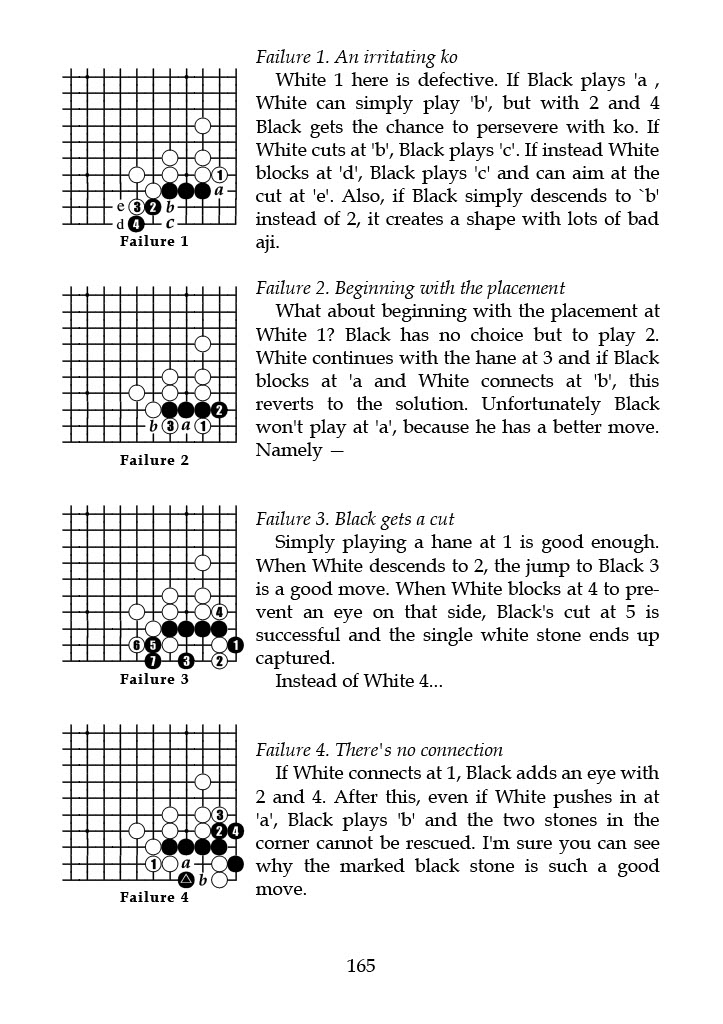 Failure 1. An irritating ko
White 1 here is defective. If Black plays 'a ,
White can simply play 'b', but with 2 and 4
Black gets the chance to persevere with ko. If
White cuts at 'b', Black plays 'c'. If instead White
blocks at 'd', Black plays 'c' and can aim at the
cut at 'e'. Also, if Black simply descends to `b'
instead of 2, it creates a shape with lots of bad
aji.
1
a
e 3 2 b
d 4 c
Failure 1
Failure 2. Beginning with the placement
What about beginning with the placement at
White 1? Black has no choice but to play 2.
White continues with the hane at 3 and if Black
blocks at 'a and White connects at 'b', this
reverts to the solution. Unfortunately Black
won't play at 'a', because he has a better move.
Namely —
2
b 3 a 1
Failure 2
Failure 3. Black gets a cut
Simply playing a hane at 1 is good enough.
When White descends to 2, the jump to Black 3
is a good move. When White blocks at 4 to pre-
vent an eye on that side, Black's cut at 5 is
successful and the single white stone ends up
captured.
Instead of White 4...
4
6 5 1
7 3 2
Failure 3
Failure 4. There's no connection
If White connects at 1, Black adds an eye with
2 and 4. After this, even if White pushes in at
'a', Black plays 'b' and the two stones in the
corner cannot be rescued. I'm sure you can see
why the marked black stone is such a good
move.
3
2 4
1 a
b
Failure 4
165